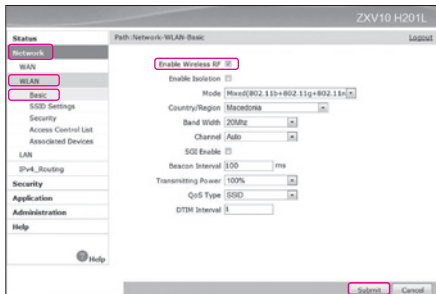 ZXV10 H201L
Path:Network-WLAN-Basic
Logout
Status
Network
WAN
WLAN
Basic
SSID Settings
Security
Access Control List
Associated Devices
LAN
IPv4_Routing
Security
Application
Administration
Help
Help
Enable Wireless RF
Enable Isolation
Mode Mixed(802.11b+802.11g+802.11n
Country/Region Macedonia
Band Width 20Mhz
Channel Auto
SGI Enable
Beacon Interval 100 ms
Transmitting Power 100%
QoS Type SSID
DTIM Interval 1
Submit Cancel